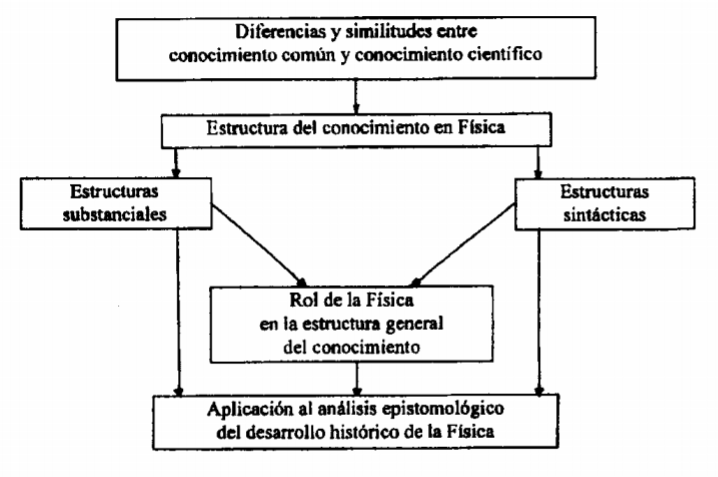 Diferencias y similitudes entre
conocimiento común y conocimiento científico
Estructura del conocimiento en Física
Estructuras
substanciales
Estructuras
sintácticas
Rol de la Física
en la estructura general
del conocimiento
Aplicación al análisis epistomológico
del desarrollo histórico de la Física